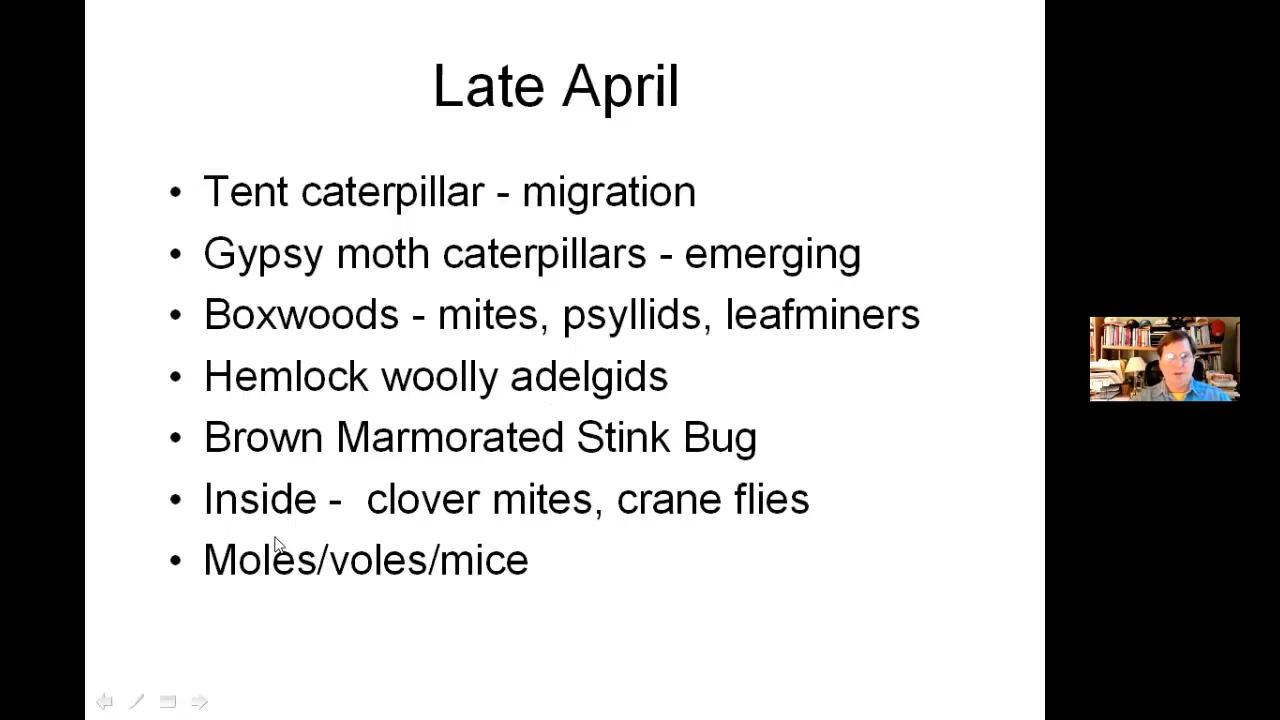 Late April
• Tent caterpillar - migration
• Gypsy moth caterpillars - emerging
• Boxwoods - mites, psyllids, leafminers
• Hemlock woolly adelgids
• Brown Marmorated Stink Bug
• Inside -  clover mites, crane flies
• Moles/voles/mice